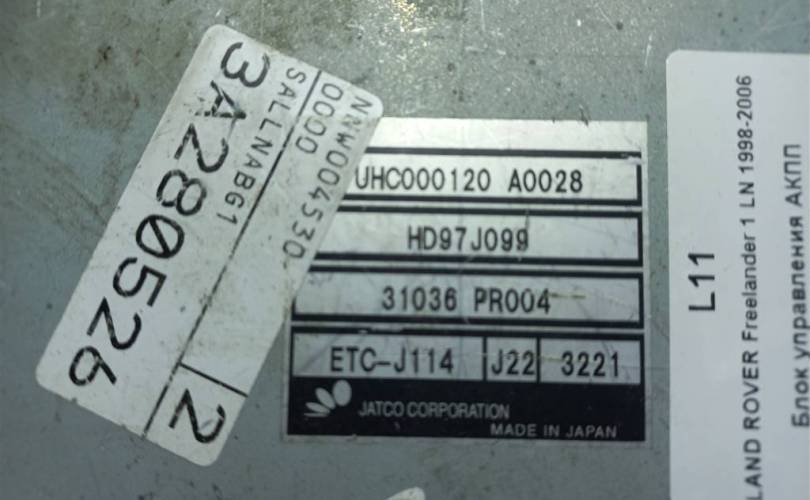 NNW004530
0000
SALLNABG1
3A280526
2
UHC000120 A0028
HD97J099
31036 PR004
ETC-J114 J22 3221
JATCO CORPORATION
MADE IN JAPAN
L11
LAND ROVER Freelander 1 LN 1998-2006
Блок управления АКПП